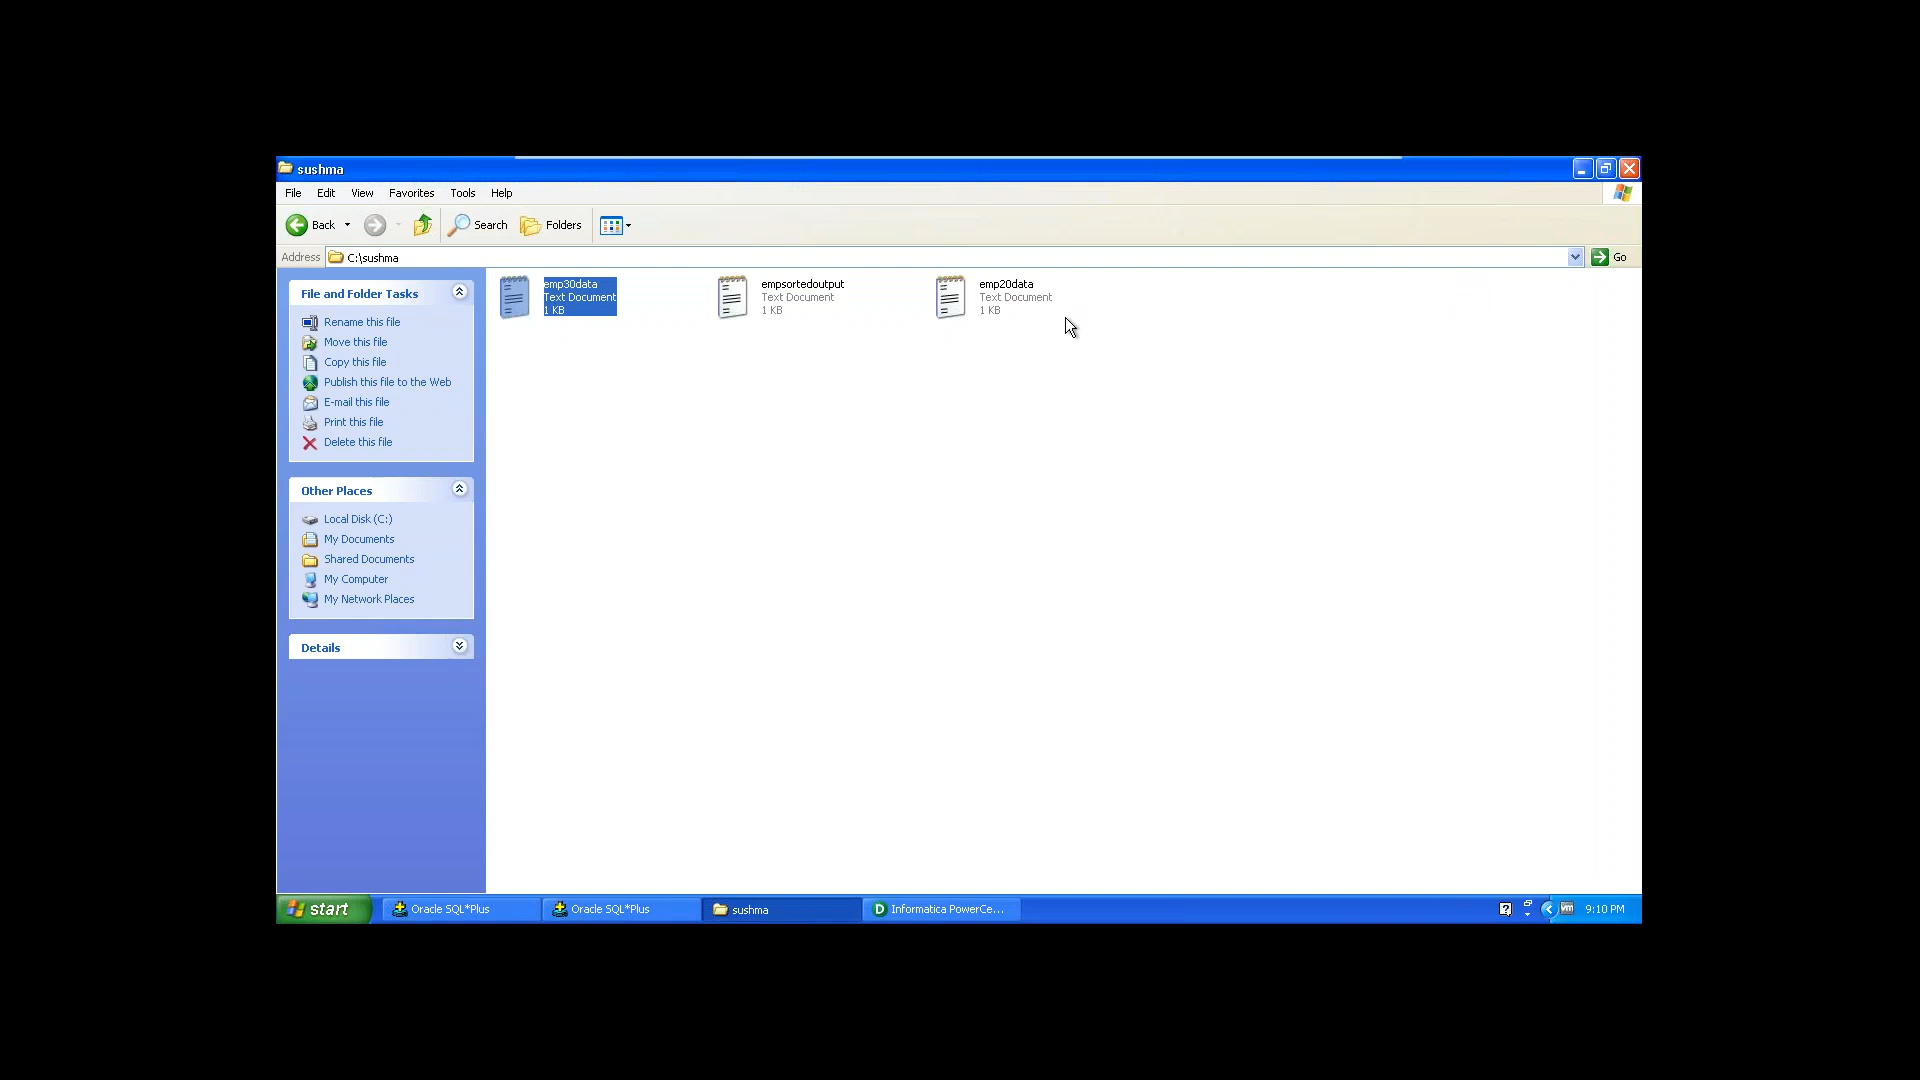 sushma
File Edit View Favorites Tools Help
Back Search Folders
Address C:\sushma Go
File and Folder Tasks
Rename this file
Move this file
Copy this file
Publish this file to the Web
E-mail this file
Print this file
Delete this file
Other Places
Local Disk (C:)
My Documents
Shared Documents
My Computer
My Network Places
Details
emp30data
Text Document
1 KB
empsortedoutput
Text Document
1 KB
emp20data
Text Document
1 KB
start Oracle SQL*Plus Oracle SQL*Plus sushma Informatica PowerCe... 9:10 PM